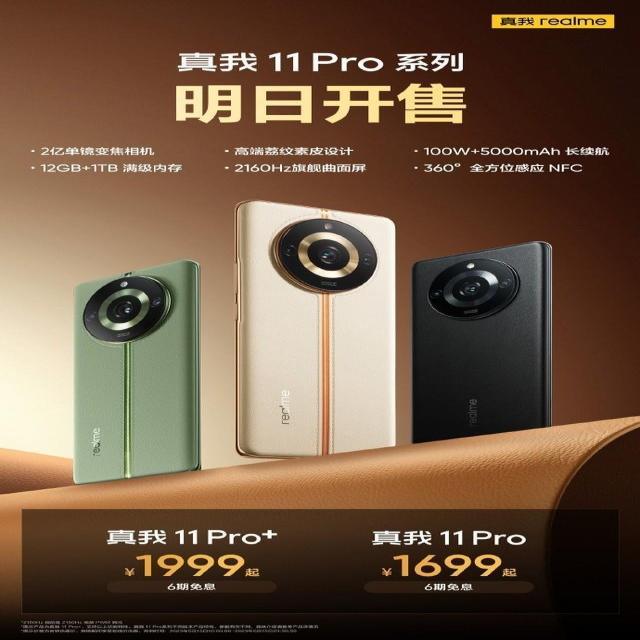 真我 realme
真我 11 Pro 系列
明日开售
· 2亿单镜变焦相机 · 高端荔纹素皮设计 · 100W+5000mAh 长续航
· 12GB+1TB 满级内存 · 2160Hz旗舰曲面屏 · 360° 全方位感应 NFC
realme
realme
realme
真我 11 Pro+ 真我 11 Pro
¥1999起 ¥1699起
6期免息 6期免息